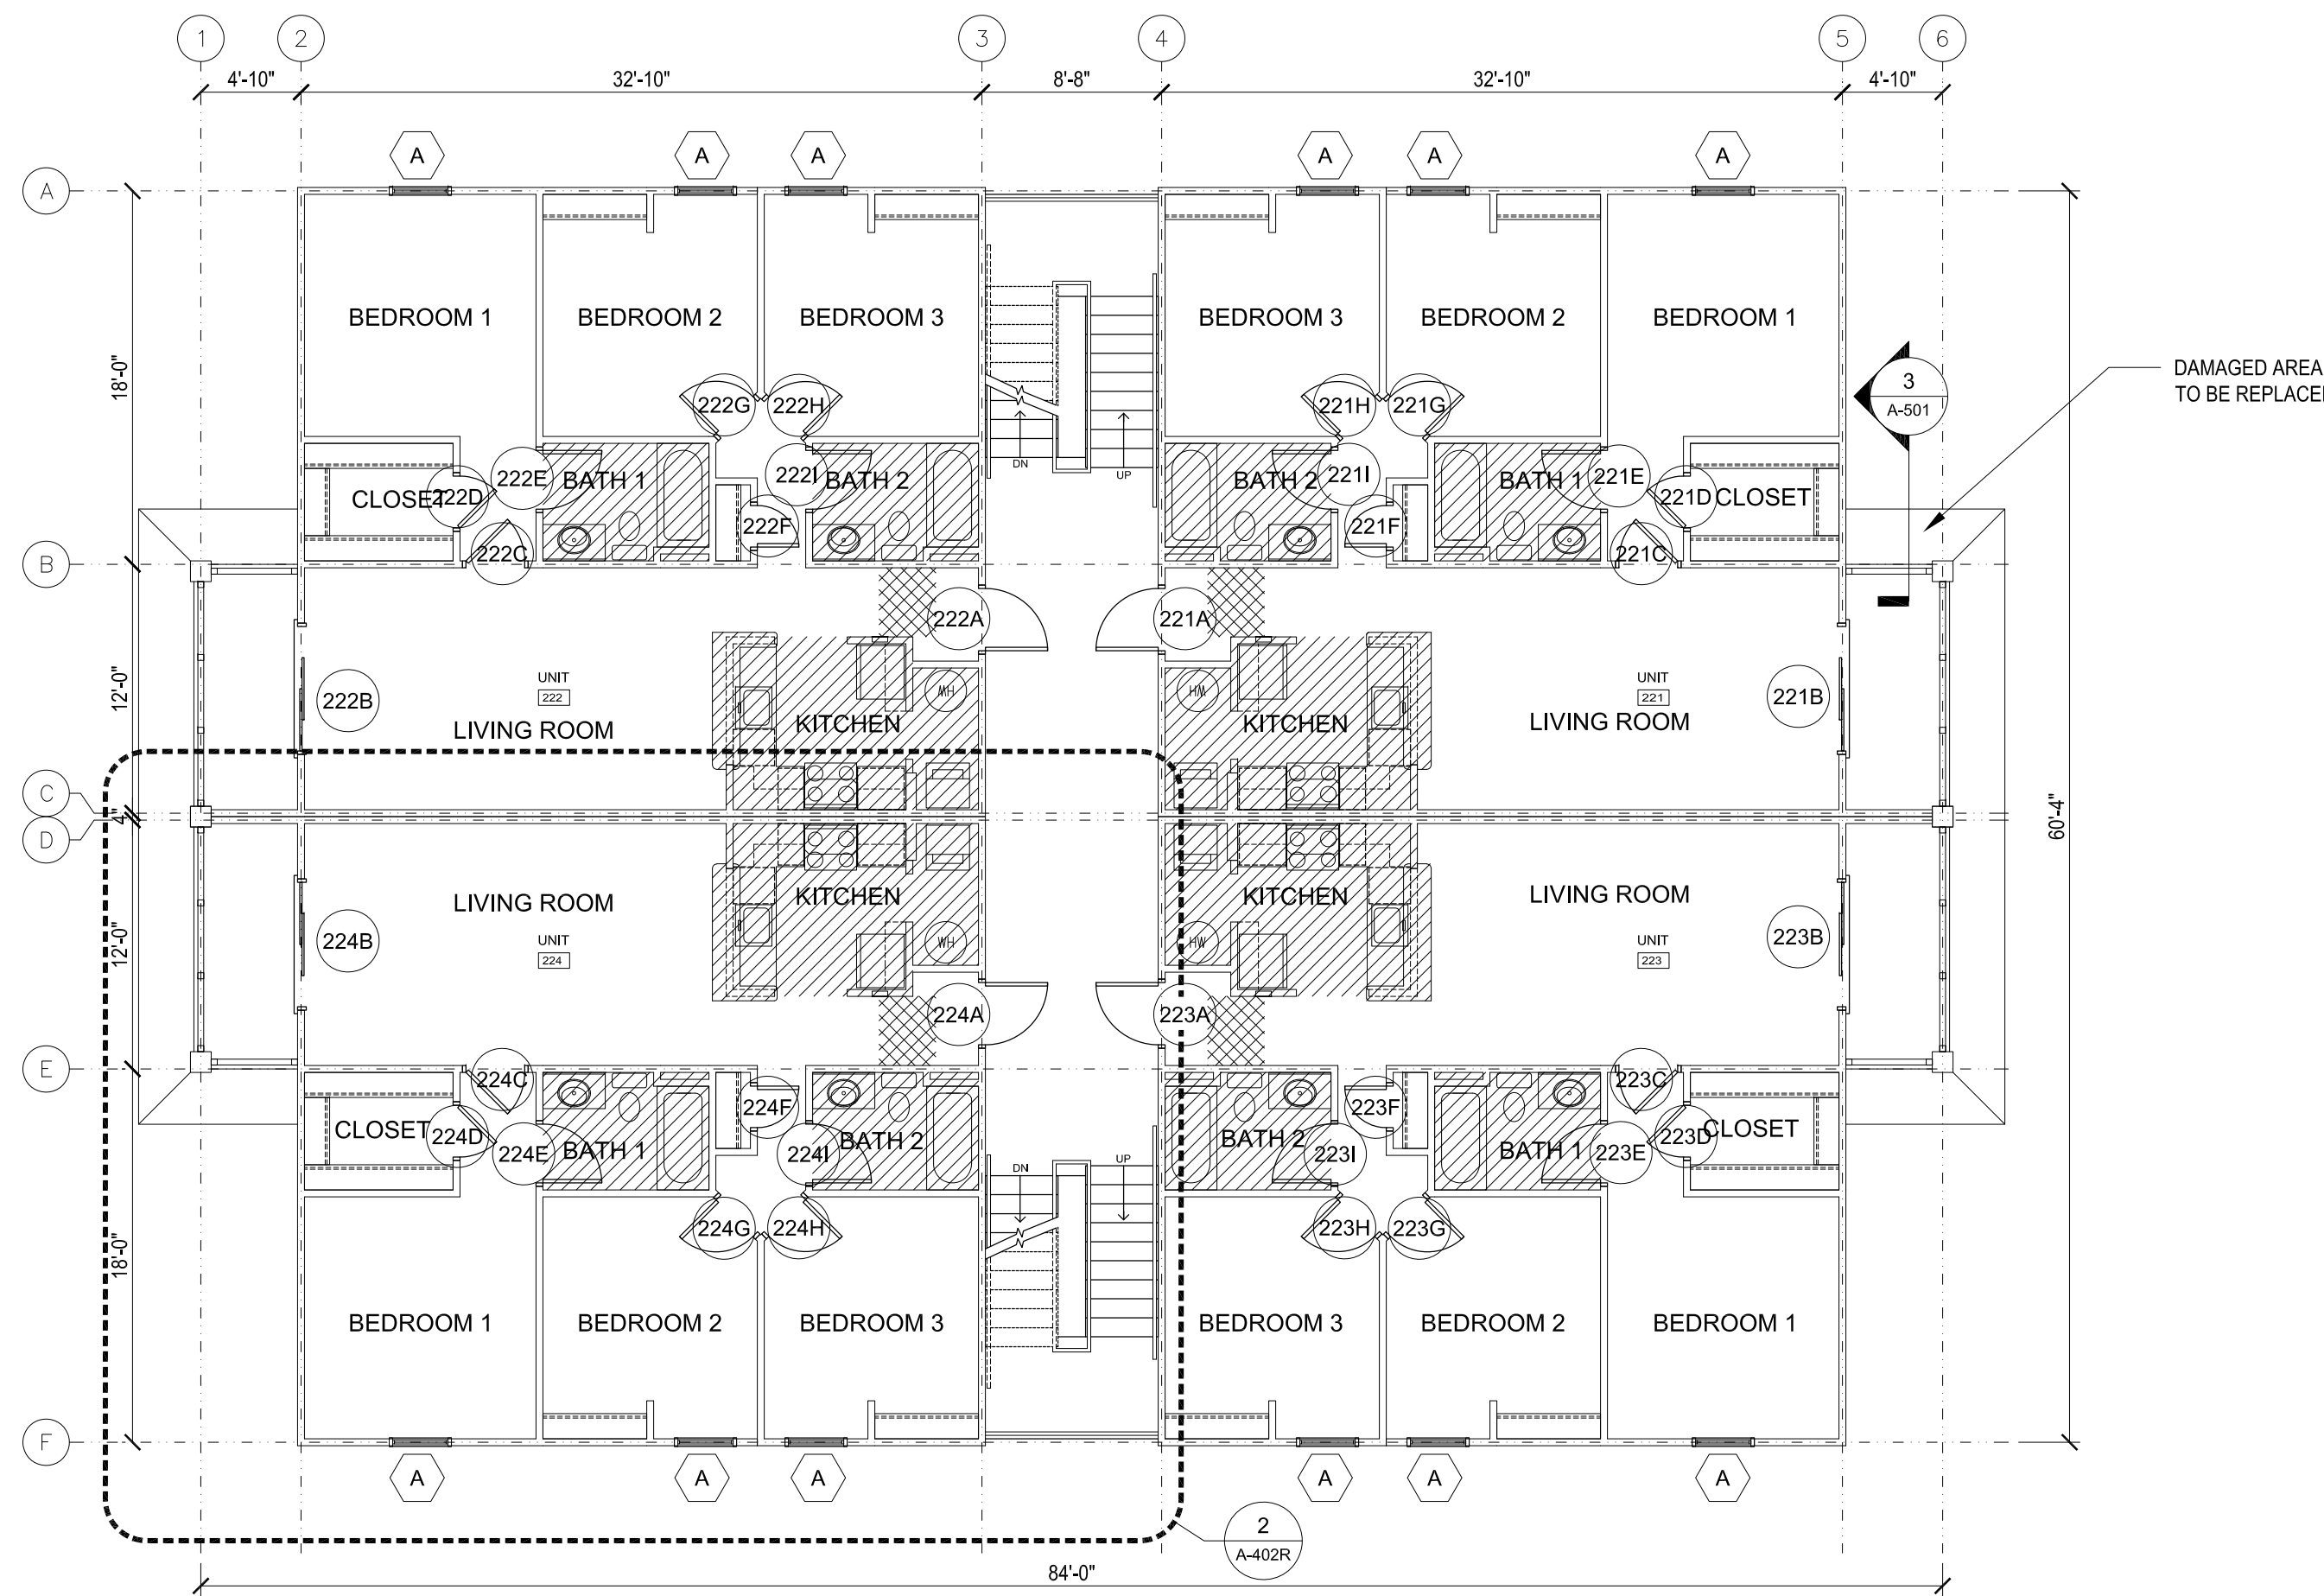 1 2 3 4 5 6
4'-10" 32'-10" 8'-8" 32'-10" 4'-10"
A A A A A A
A
BEDROOM 1 BEDROOM 2 BEDROOM 3 BEDROOM 3 BEDROOM 2 BEDROOM 1
18'-0"
DAMAGED AREA
TO BE REPLACE
3
A-501
222G 222H 221H 221G
DN UP
222E 222I 221I 221E
BATH 1 BATH 2 BATH 2 BATH 1
CLOSET 222D 221D CLOSET
222F 221F
222C 221C
B
222A 221A
12'-0"
UNIT
222
UNIT
221
222B 221B
WH HW
LIVING ROOM KITCHEN KITCHEN LIVING ROOM
C
4"
D
60'-4"
LIVING ROOM KITCHEN KITCHEN LIVING ROOM
224B 223B
WH HW
UNIT
224
UNIT
223
12'-0"
224A 223A
E
224C 223C
224F 223F
CLOSET 224D 223D CLOSET
224E BATH 1 224I BATH 2 BATH 2 223I BATH 1 223E
DN UP
224G 224H 223H 223G
18'-0"
BEDROOM 1 BEDROOM 2 BEDROOM 3 BEDROOM 3 BEDROOM 2 BEDROOM 1
F
A A A A A A
2
A-402R
84'-0"